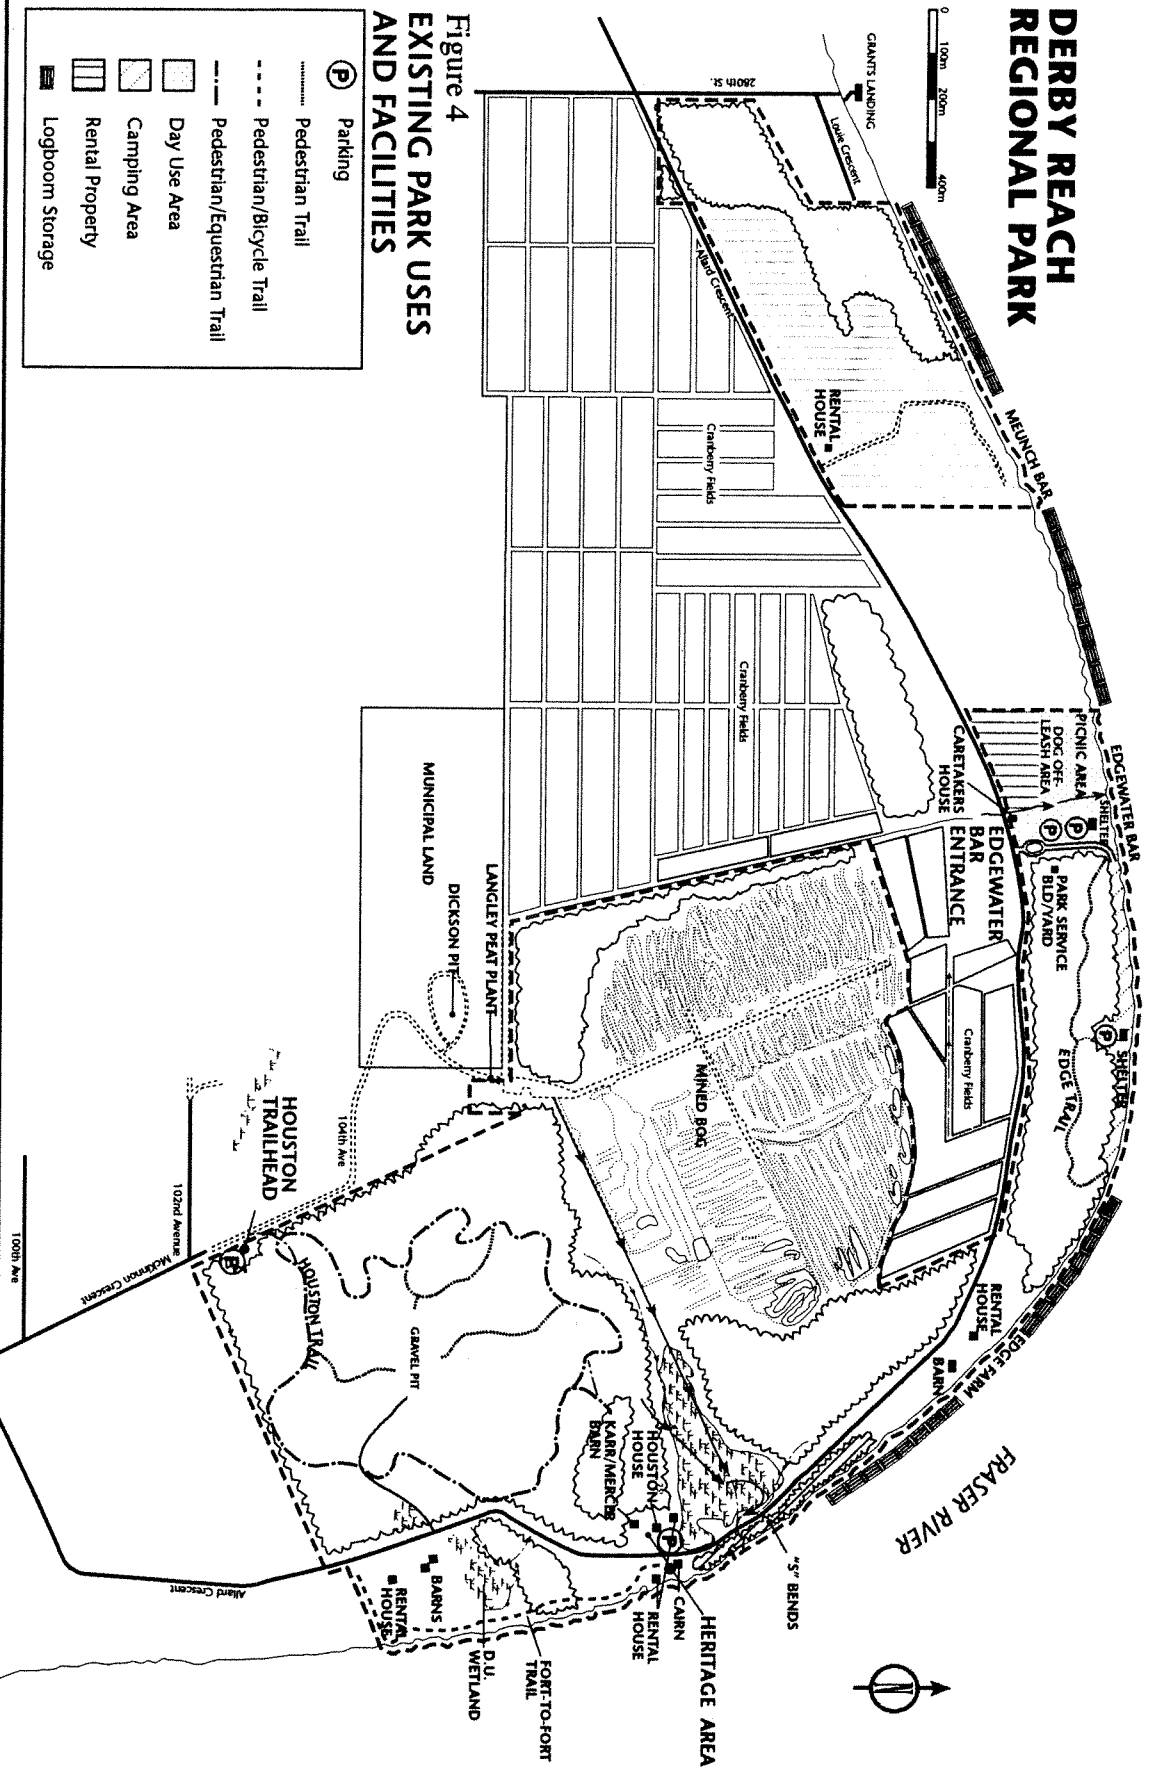 DERBY REACH
REGIONAL PARK
0 100m 200m 400m
GRANTS LANDING
280th St.
Louie Crescent
Allard Crescent
RENTAL
HOUSE
MEUNCH BAR
Cranberry Fields
Cranberry Fields
EDGEWATER BAR
PICNIC AREA
DOG OFF-
LEASH AREA
SHELTER
P
P
CARETAKERS
HOUSE
EDGEWATER
BAR
ENTRANCE
PARK SERVICE
BLD/YARD
P
SHELTER
EDGE TRAIL
Cranberry Fields
MUNICIPAL LAND
DICKSON PIT
LANGLEY PEAT PLANT
MINED BOG
RENTAL
HOUSE
BARN
EDGE FARM
FRASER RIVER
"S" BENDS
HOUSTON
TRAILHEAD
104th Ave
102nd Avenue
100th Ave
McKinnon Crescent
HOUSTON TRAIL
GRAVEL PIT
KARR/MERCER
BARN
HOUSTON
HOUSE
P
CAIRN
HERITAGE AREA
RENTAL
HOUSE
FORT-TO-FORT
TRAIL
D.U.
WETLAND
BARNS
RENTAL
HOUSE
Allard Crescent
N
Figure 4
EXISTING PARK USES
AND FACILITIES
P Parking
Pedestrian Trail
Pedestrian/Bicycle Trail
Pedestrian/Equestrian Trail
Day Use Area
Camping Area
Rental Property
Logboom Storage